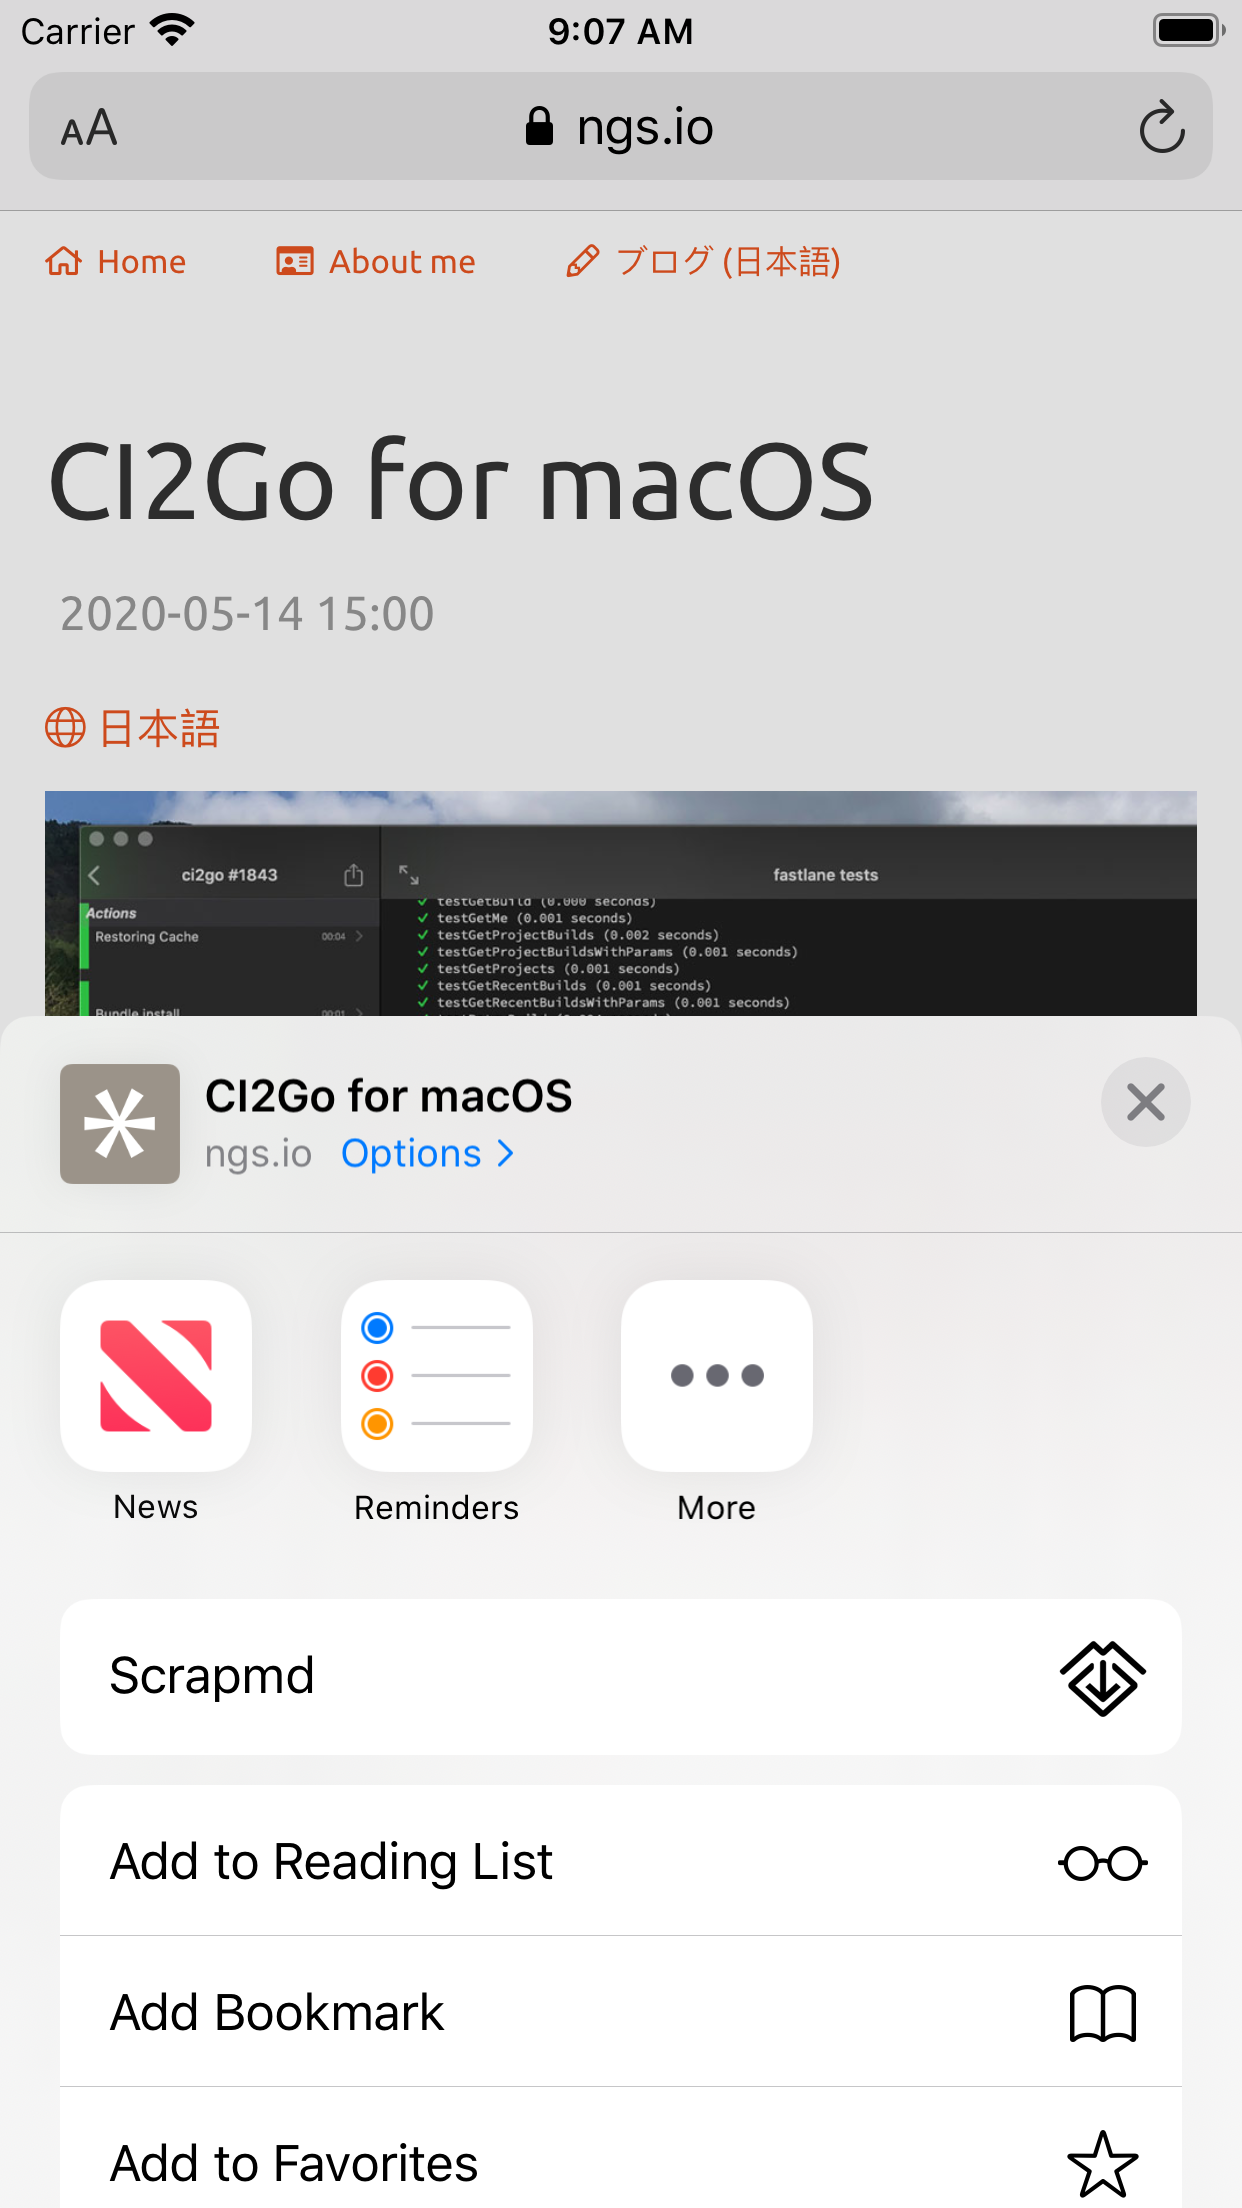 Carrier 9:07 AM
AA ngs.io
Home About me ブログ (日本語)
CI2Go for macOS
2020-05-14 15:00
日本語
ci2go #1843 fastlane tests
Actions
testGetBuild (0.000 seconds)
testGetMe (0.001 seconds)
Restoring Cache 00:04 testGetProjectBuilds (0.002 seconds)
testGetProjectBuildsWithParams (0.001 seconds)
testGetProjects (0.001 seconds)
testGetRecentBuilds (0.001 seconds)
testGetRecentBuildsWithParams (0.001 seconds)
Bundle install 00:01
CI2Go for macOS
ngs.io Options
News Reminders More
Scrapmd
Add to Reading List
Add Bookmark
Add to Favorites